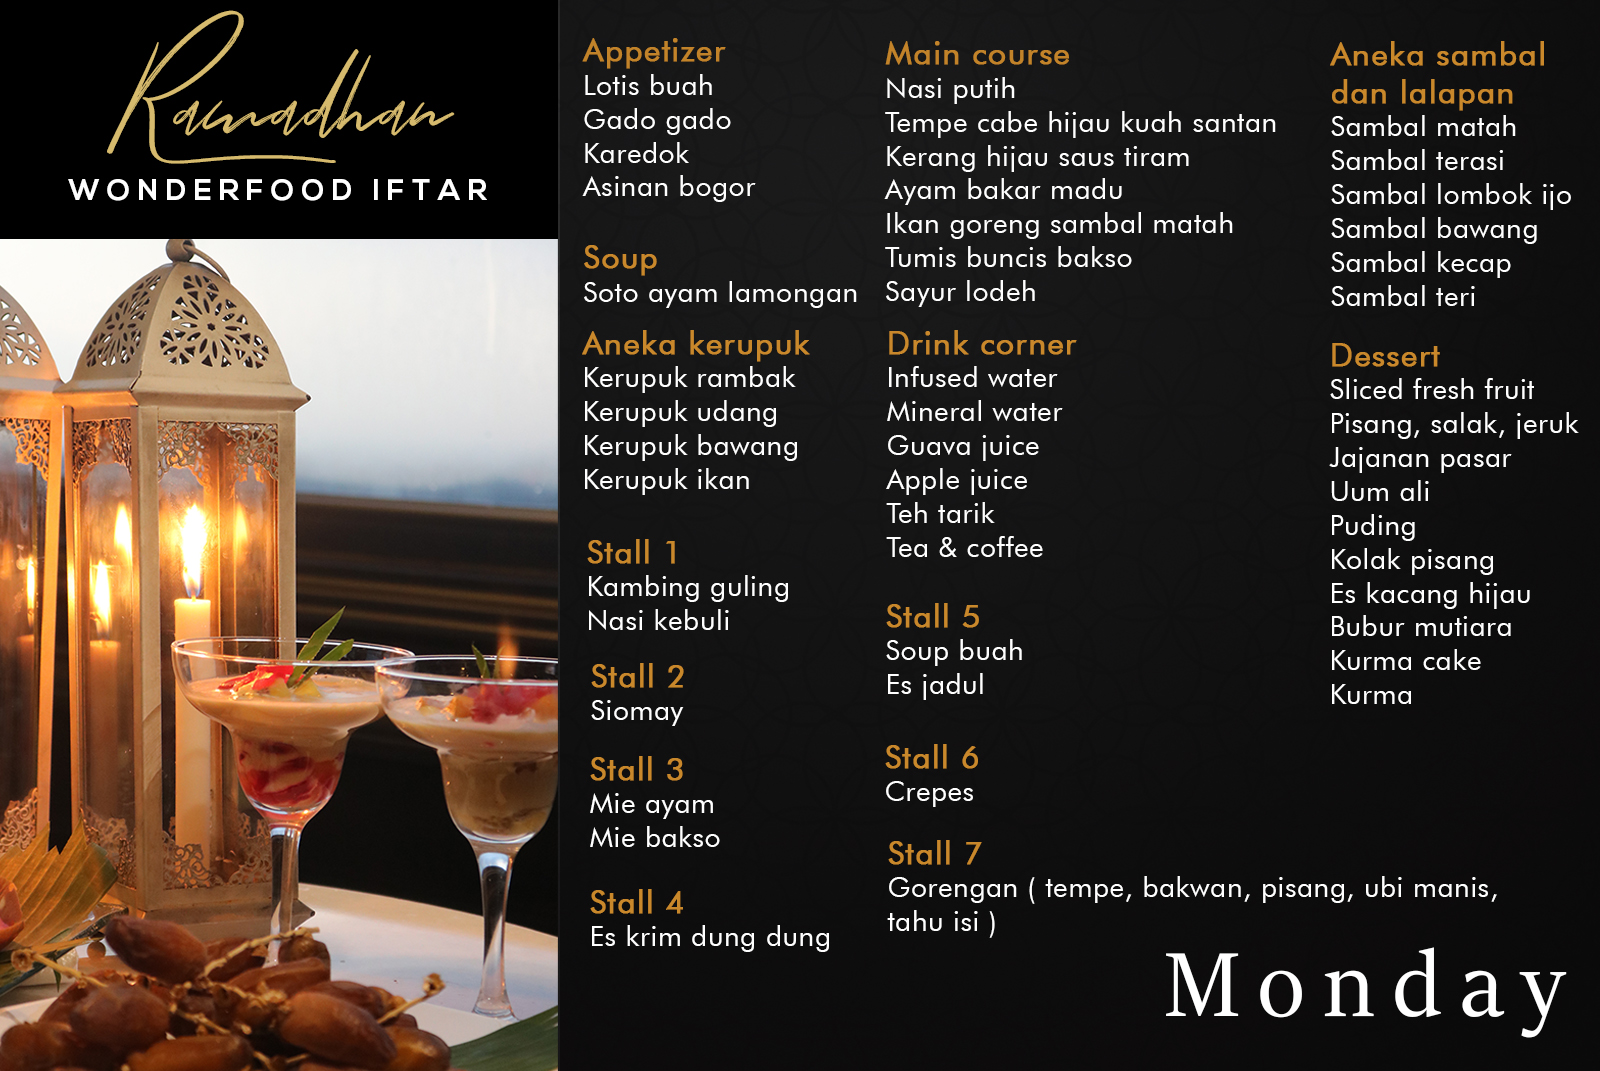 Ramadhan
WONDERFOOD IFTAR
Appetizer
Lotis buah
Gado gado
Karedok
Asinan bogor
Soup
Soto ayam lamongan
Aneka kerupuk
Kerupuk rambak
Kerupuk udang
Kerupuk bawang
Kerupuk ikan
Stall 1
Kambing guling
Nasi kebuli
Stall 2
Siomay
Stall 3
Mie ayam
Mie bakso
Stall 4
Es krim dung dung
Main course
Nasi putih
Tempe cabe hijau kuah santan
Kerang hijau saus tiram
Ayam bakar madu
Ikan goreng sambal matah
Tumis buncis bakso
Sayur lodeh
Drink corner
Infused water
Mineral water
Guava juice
Apple juice
Teh tarik
Tea & coffee
Stall 5
Soup buah
Es jadul
Stall 6
Crepes
Stall 7
Gorengan ( tempe, bakwan, pisang, ubi manis,
tahu isi )
Aneka sambal
dan lalapan
Sambal matah
Sambal terasi
Sambal lombok ijo
Sambal bawang
Sambal kecap
Sambal teri
Dessert
Sliced fresh fruit
Pisang, salak, jeruk
Jajanan pasar
Uum ali
Puding
Kolak pisang
Es kacang hijau
Bubur mutiara
Kurma cake
Kurma
Monday